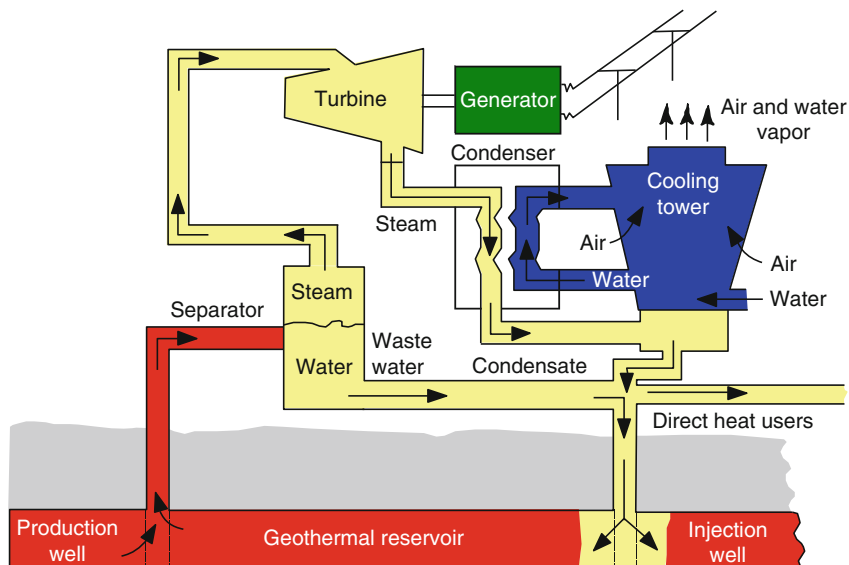 Turbine
Generator
Air and water
vapor
Condenser
Cooling
tower
Steam
Air
Air
Water
Water
Steam
Separator
Water
Waste
water
Condensate
Direct heat users
Production
well
Geothermal reservoir
Injection
well